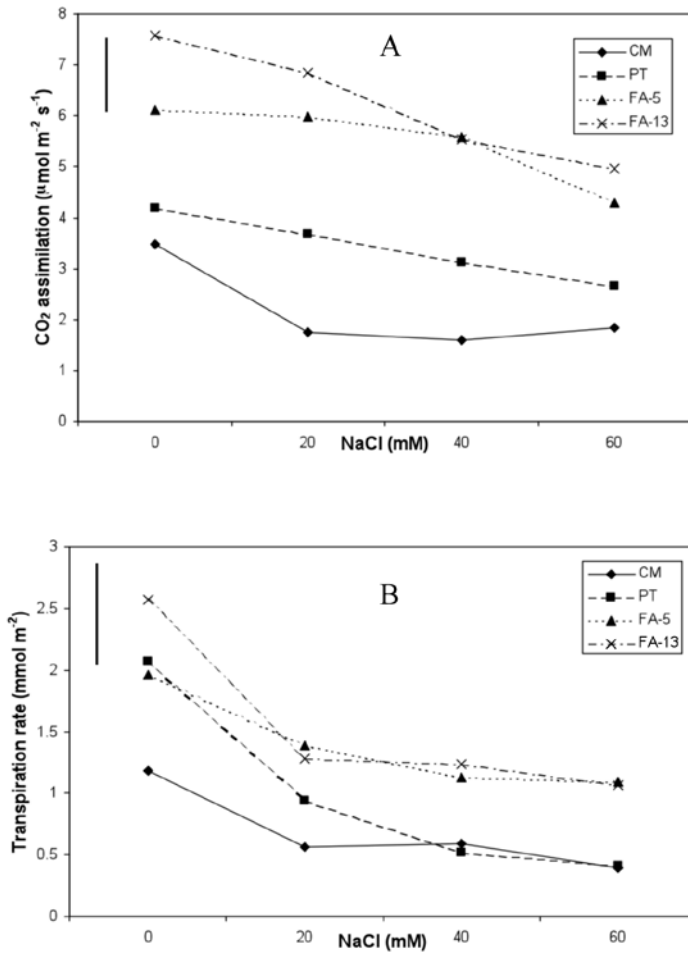 A
CM
PT
FA-5
FA-13
8
7
6
5
4
3
2
1
0
CO₂ assimilation (µmol m⁻² s⁻¹)
0
20
40
60
NaCl (mM)
B
CM
PT
FA-5
FA-13
3
2.5
2
1.5
1
0.5
0
Transpiration rate (mmol m⁻²)
0
20
40
60
NaCl (mM)